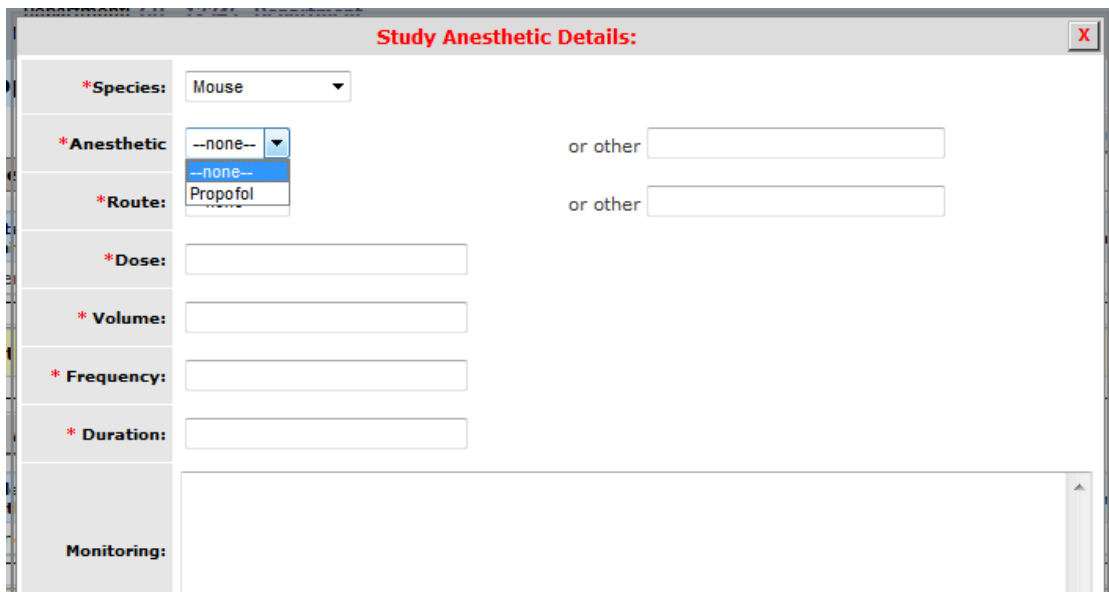 Study Anesthetic Details:
X
*Species: Mouse
*Anesthetic --none-- or other
--none--
Propofol
*Route: or other
*Dose:
* Volume:
* Frequency:
* Duration:
Monitoring: